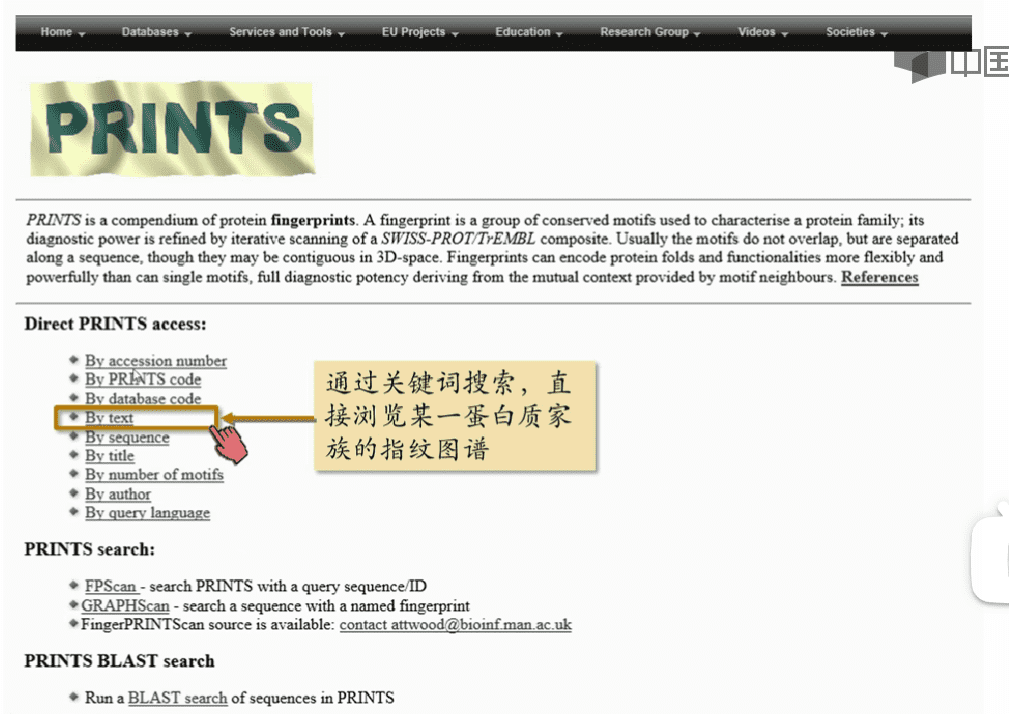 Home Databases Services and Tools EU Projects Education Research Group Videos Societies
中国
PRINTS
PRINTS is a compendium of protein fingerprints. A fingerprint is a group of conserved motifs used to characterise a protein family; its
diagnostic power is refined by iterative scanning of a SWISS-PROT/TrEMBL composite. Usually the motifs do not overlap, but are separated
along a sequence, though they may be contiguous in 3D-space. Fingerprints can encode protein folds and functionalities more flexibly and
powerfully than can single motifs, full diagnostic potency deriving from the mutual context provided by motif neighbours. References
Direct PRINTS access:
By accession number
By PRINTS code
By database code
By text
By sequence
By title
By number of motifs
By author
By query language
通过关键词搜索，直
接浏览某一蛋白质家
族的指纹图谱
PRINTS search:
FPScan - search PRINTS with a query sequence/ID
GRAPHScan - search a sequence with a named fingerprint
FingerPRINTScan source is available: contact attwood@bioinf.man.ac.uk
PRINTS BLAST search
Run a BLAST search of sequences in PRINTS